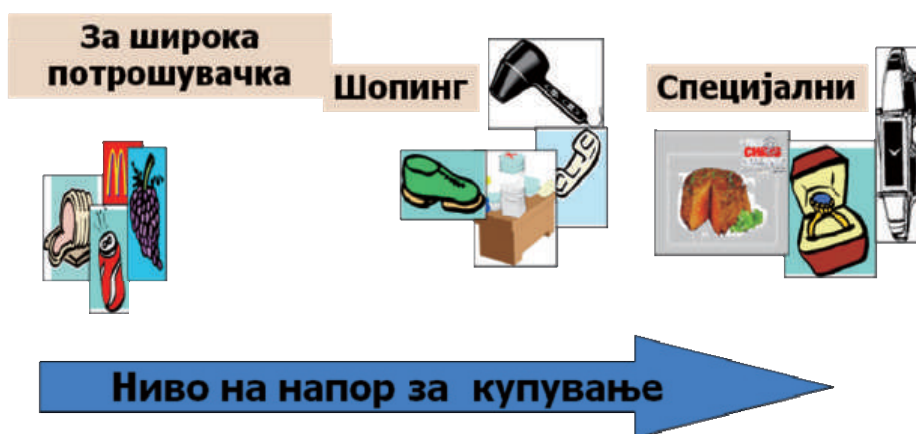 За широка
потрошувачка
Шопинг
Специјални
Ниво на напор за купување